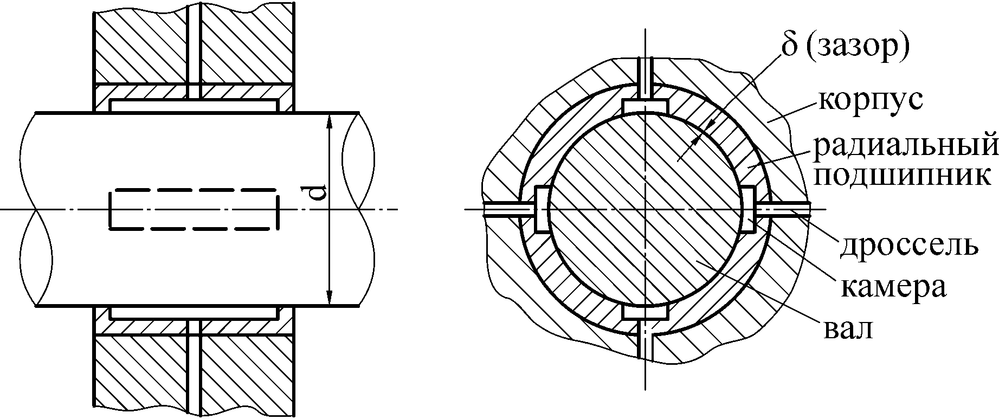 d
δ (зазор)
корпус
радиальный
подшипник
дроссель
камера
вал